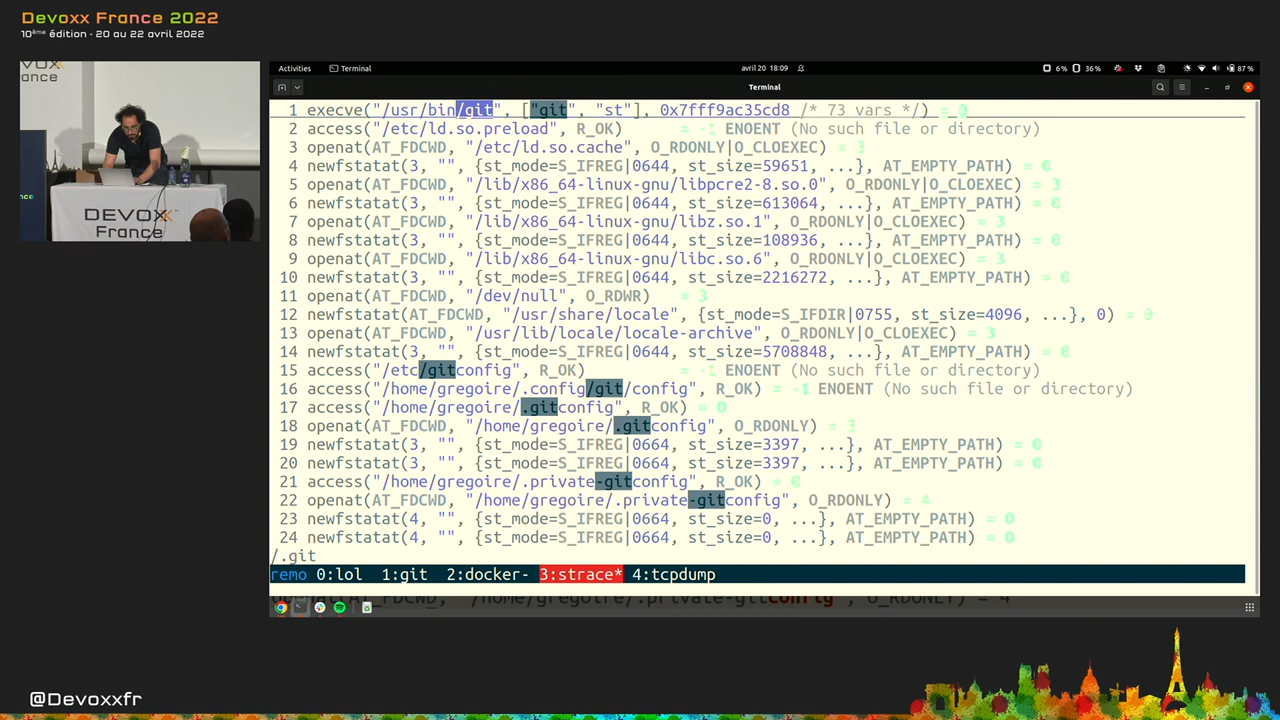 Devoxx France 2022
10ème édition - 20 au 22 avril 2022
DEVOXX
France
Activities
Terminal
avril 20 18:09
6%
36%
87 %
Terminal
1 execve("/usr/bin/git", ["git", "st"], 0x7fff9ac35cd8 /* 73 vars */) = 0
2 access("/etc/ld.so.preload", R_OK) = -1 ENOENT (No such file or directory)
3 openat(AT_FDCWD, "/etc/ld.so.cache", O_RDONLY|O_CLOEXEC) = 3
4 newfstatat(3, "", {st_mode=S_IFREG|0644, st_size=59651, ...}, AT_EMPTY_PATH) = 0
5 openat(AT_FDCWD, "/lib/x86_64-linux-gnu/libpcre2-8.so.0", O_RDONLY|O_CLOEXEC) = 3
6 newfstatat(3, "", {st_mode=S_IFREG|0644, st_size=613064, ...}, AT_EMPTY_PATH) = 0
7 openat(AT_FDCWD, "/lib/x86_64-linux-gnu/libz.so.1", O_RDONLY|O_CLOEXEC) = 3
8 newfstatat(3, "", {st_mode=S_IFREG|0644, st_size=108936, ...}, AT_EMPTY_PATH) = 0
9 openat(AT_FDCWD, "/lib/x86_64-linux-gnu/libc.so.6", O_RDONLY|O_CLOEXEC) = 3
10 newfstatat(3, "", {st_mode=S_IFREG|0644, st_size=2216272, ...}, AT_EMPTY_PATH) = 0
11 openat(AT_FDCWD, "/dev/null", O_RDWR) = 3
12 newfstatat(AT_FDCWD, "/usr/share/locale", {st_mode=S_IFDIR|0755, st_size=4096, ...}, 0) = 0
13 openat(AT_FDCWD, "/usr/lib/locale/locale-archive", O_RDONLY|O_CLOEXEC) = 3
14 newfstatat(3, "", {st_mode=S_IFREG|0644, st_size=5708848, ...}, AT_EMPTY_PATH) = 0
15 access("/etc/gitconfig", R_OK) = -1 ENOENT (No such file or directory)
16 access("/home/gregoire/.config/git/config", R_OK) = -1 ENOENT (No such file or directory)
17 access("/home/gregoire/.gitconfig", R_OK) = 0
18 openat(AT_FDCWD, "/home/gregoire/.gitconfig", O_RDONLY) = 3
19 newfstatat(3, "", {st_mode=S_IFREG|0664, st_size=3397, ...}, AT_EMPTY_PATH) = 0
20 newfstatat(3, "", {st_mode=S_IFREG|0664, st_size=3397, ...}, AT_EMPTY_PATH) = 0
21 access("/home/gregoire/.private-gitconfig", R_OK) = 0
22 openat(AT_FDCWD, "/home/gregoire/.private-gitconfig", O_RDONLY) = 4
23 newfstatat(4, "", {st_mode=S_IFREG|0664, st_size=0, ...}, AT_EMPTY_PATH) = 0
24 newfstatat(4, "", {st_mode=S_IFREG|0664, st_size=0, ...}, AT_EMPTY_PATH) = 0
/.git
remo 0:lol 1:git 2:docker- 3:strace* 4:tcpdump
@Devoxxfr